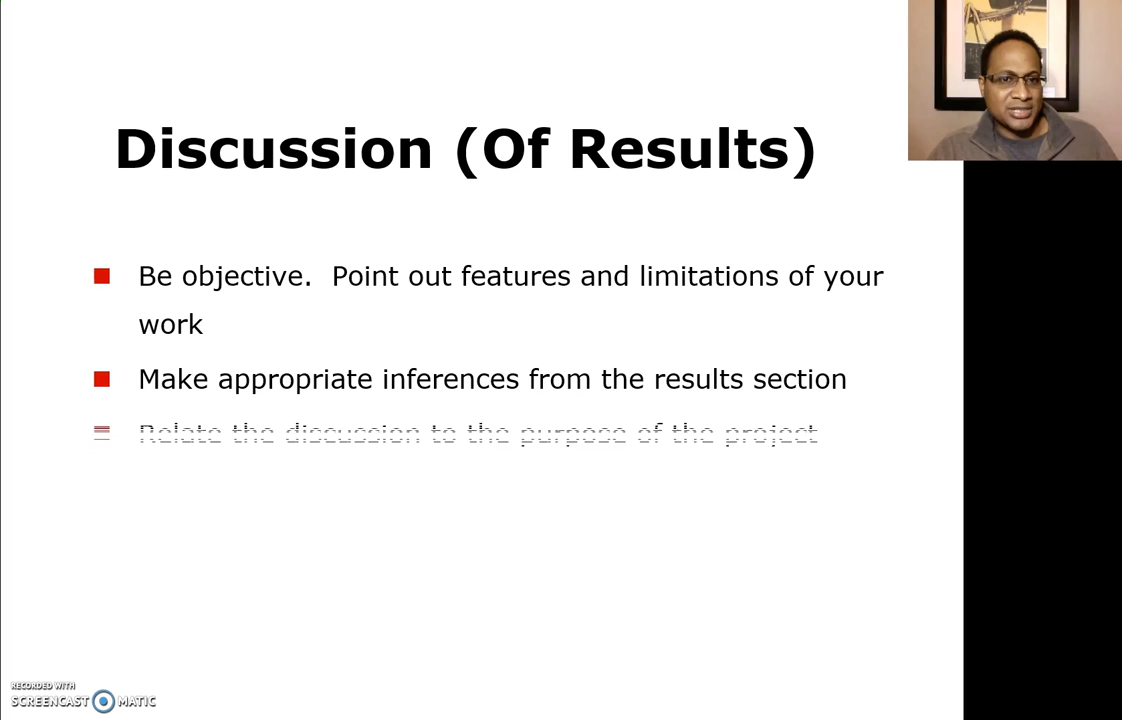 Discussion (Of Results)
Be objective.  Point out features and limitations of your
work
Make appropriate inferences from the results section
Relate the discussion to the purpose of the project
RECORDED WITH
SCREENCAST MATIC